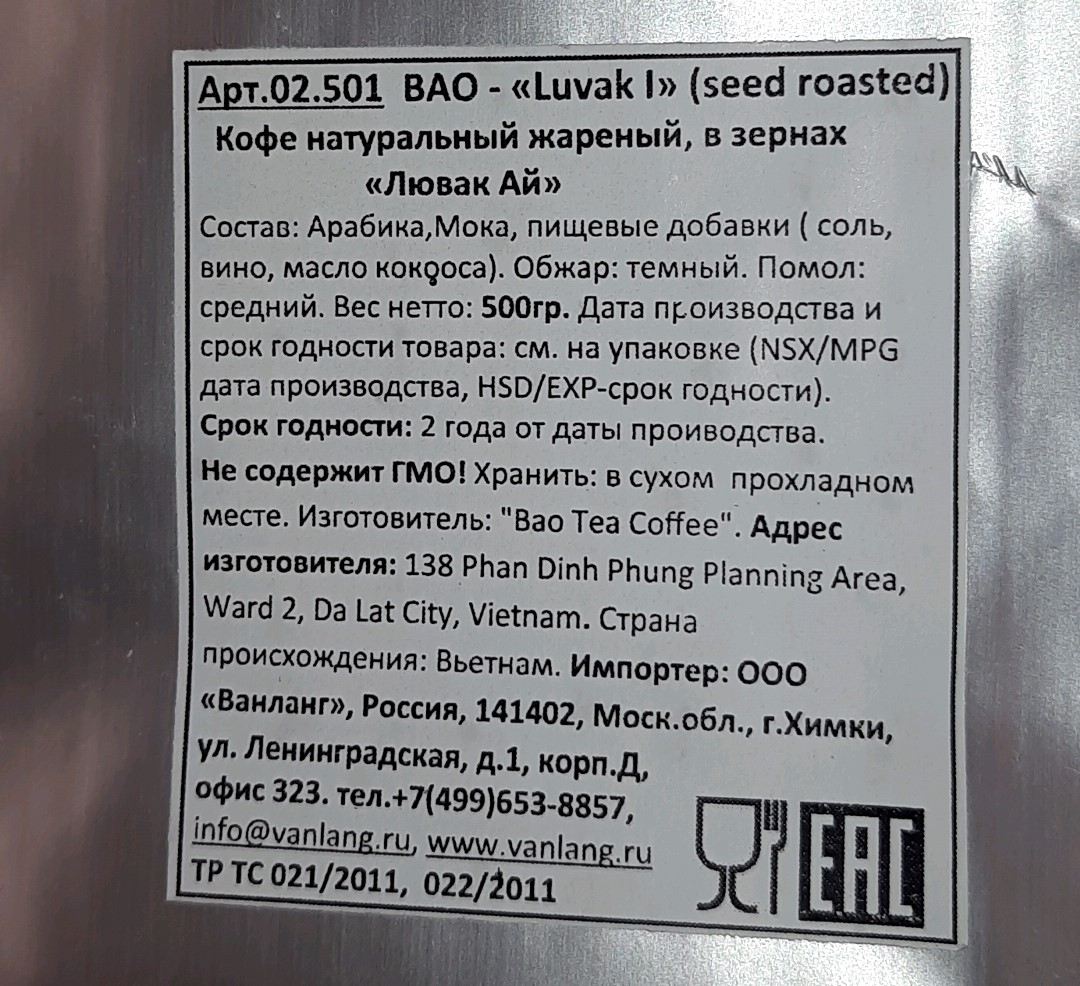 Арт.02.501 BAO - «Luvak I» (seed roasted)
Кофе натуральный жареный, в зернах
«Лювак Ай»
Состав: Арабика,Мока, пищевые добавки ( соль,
вино, масло кокоса). Обжар: темный. Помол:
средний. Вес нетто: 500гр. Дата производства и
срок годности товара: см. на упаковке (NSX/MPG
дата производства, HSD/EXP-срок годности).
Срок годности: 2 года от даты проиводства.
Не содержит ГМО! Хранить: в сухом прохладном
месте. Изготовитель: "Bao Tea Coffee". Адрес
изготовителя: 138 Phan Dinh Phung Planning Area,
Ward 2, Da Lat City, Vietnam. Страна
происхождения: Вьетнам. Импортер: ООО
«Ванланг», Россия, 141402, Моск.обл., г.Химки,
ул. Ленинградская, д.1, корп.Д,
офис 323. тел.+7(499)653-8857,
info@vanlang.ru, www.vanlang.ru
ТР ТС 021/2011, 022/2011
EAC